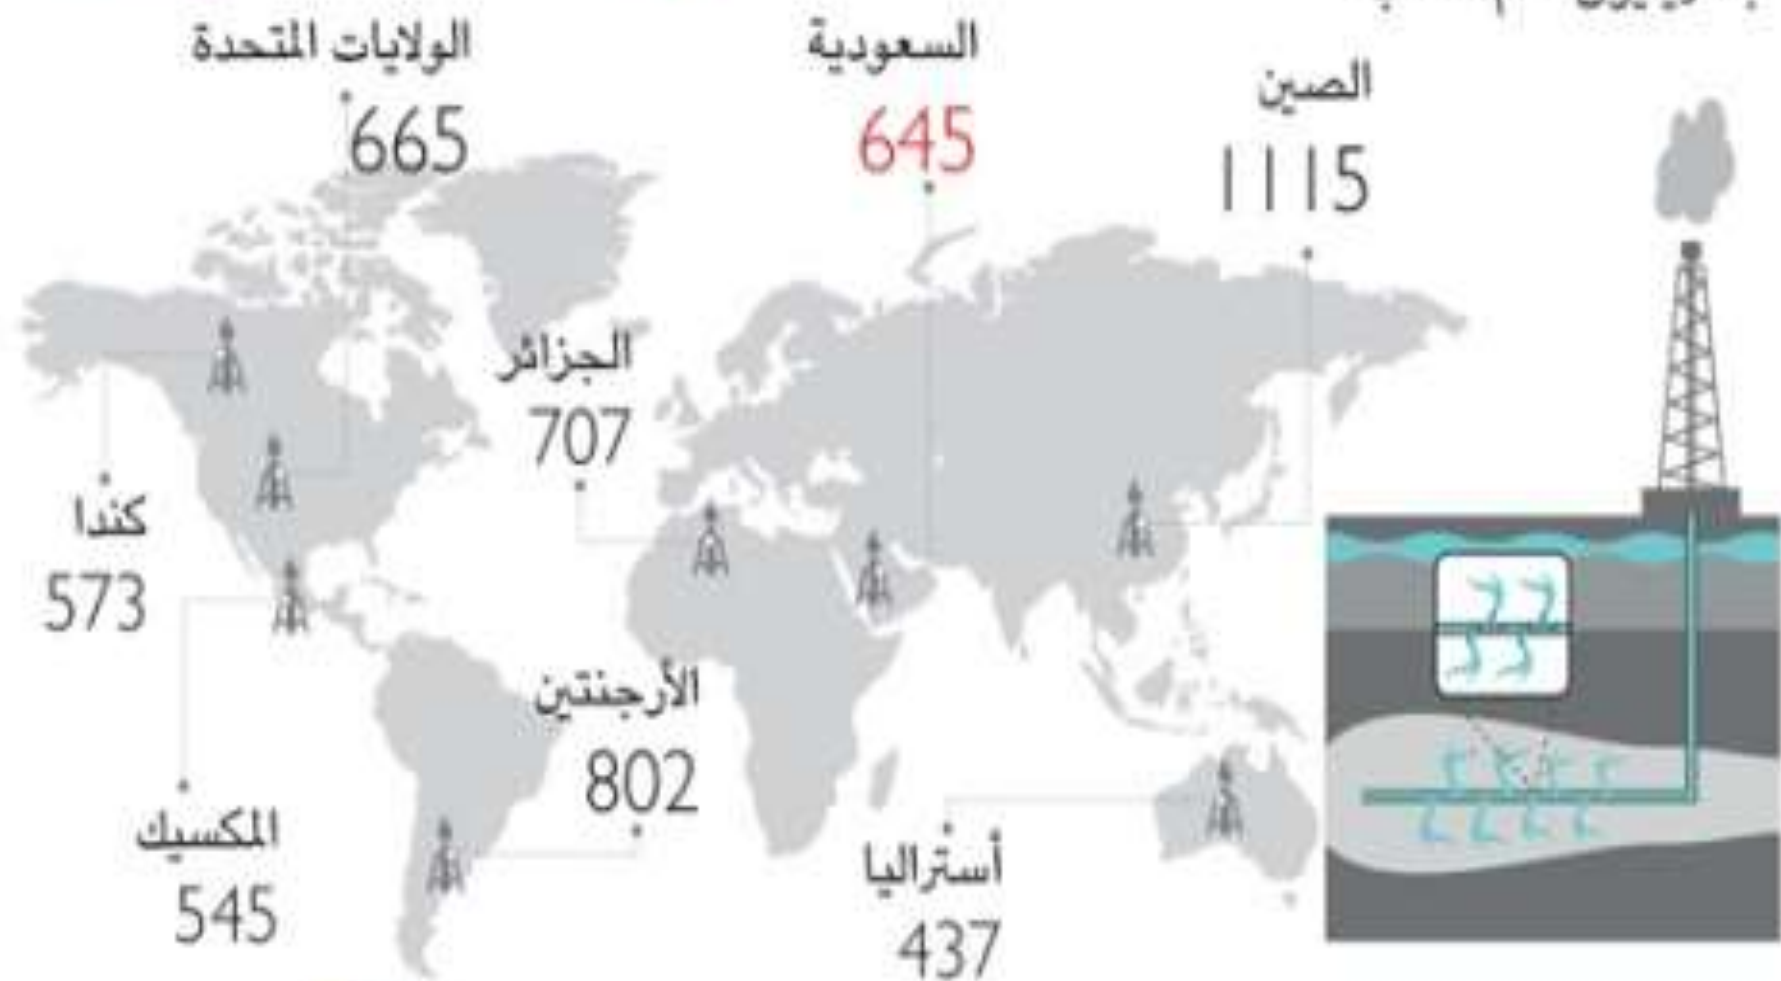 الولايات المتحدة
665
السعودية
645
الصين
1115
الجزائر
707
كندا
573
الأرجنتين
802
المكسيك
545
أستراليا
437